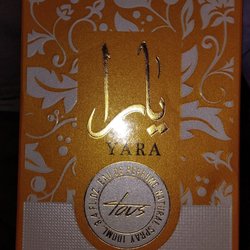 يارا
YARA
EAU DE PARFUM NATURAL SPRAY 100ML 3.4 FL.OZ.
Tous